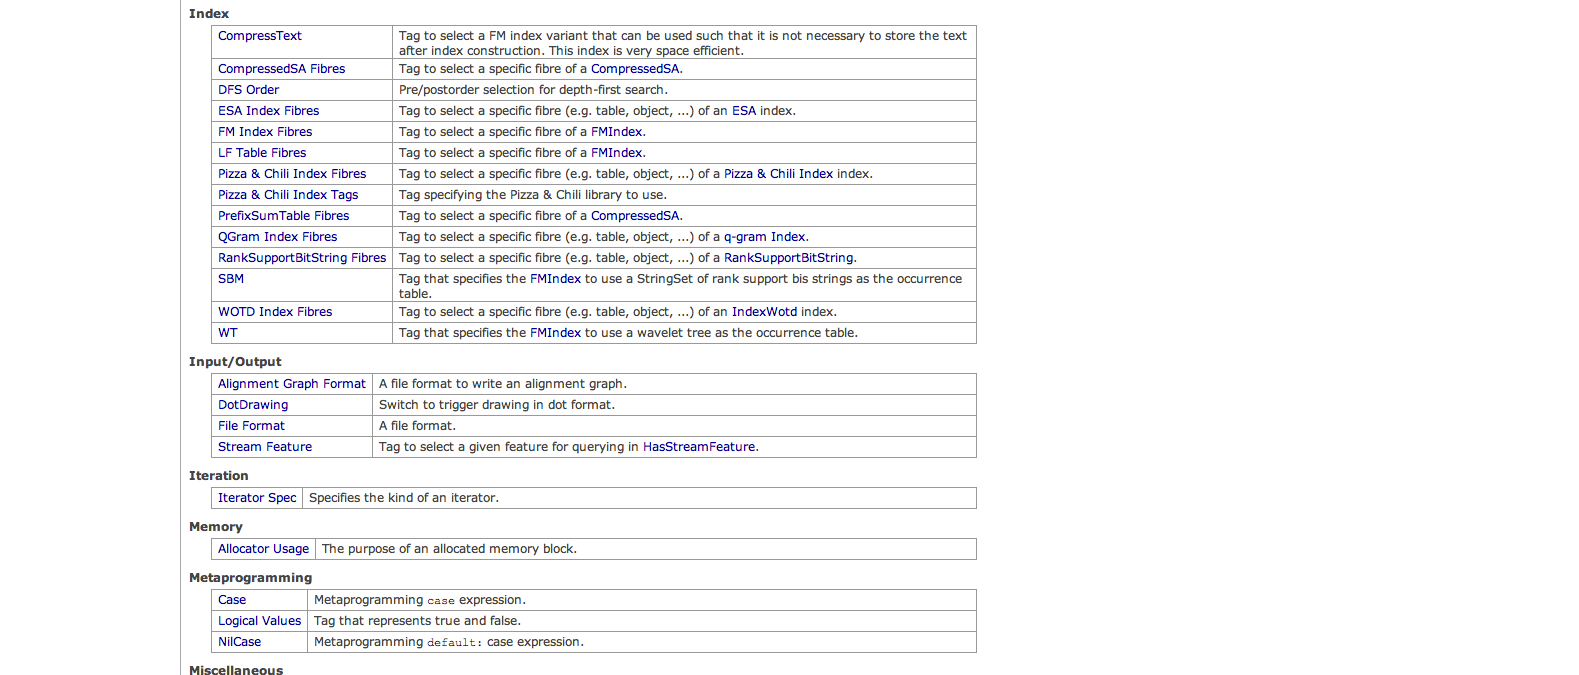 Index
CompressText Tag to select a FM index variant that can be used such that it is not necessary to store the text
after index construction. This index is very space efficient.
CompressedSA Fibres Tag to select a specific fibre of a CompressedSA.
DFS Order Pre/postorder selection for depth-first search.
ESA Index Fibres Tag to select a specific fibre (e.g. table, object, ...) of an ESA index.
FM Index Fibres Tag to select a specific fibre of a FMIndex.
LF Table Fibres Tag to select a specific fibre of a FMIndex.
Pizza & Chili Index Fibres Tag to select a specific fibre (e.g. table, object, ...) of a Pizza & Chili Index index.
Pizza & Chili Index Tags Tag specifying the Pizza & Chili library to use.
PrefixSumTable Fibres Tag to select a specific fibre of a CompressedSA.
QGram Index Fibres Tag to select a specific fibre (e.g. table, object, ...) of a q-gram Index.
RankSupportBitString Fibres Tag to select a specific fibre (e.g. table, object, ...) of a RankSupportBitString.
SBM Tag that specifies the FMIndex to use a StringSet of rank support bis strings as the occurrence
table.
WOTD Index Fibres Tag to select a specific fibre (e.g. table, object, ...) of an IndexWotd index.
WT Tag that specifies the FMIndex to use a wavelet tree as the occurrence table.
Input/Output
Alignment Graph Format A file format to write an alignment graph.
DotDrawing Switch to trigger drawing in dot format.
File Format A file format.
Stream Feature Tag to select a given feature for querying in HasStreamFeature.
Iteration
Iterator Spec Specifies the kind of an iterator.
Memory
Allocator Usage The purpose of an allocated memory block.
Metaprogramming
Case Metaprogramming case expression.
Logical Values Tag that represents true and false.
NilCase Metaprogramming default: case expression.
Miscellaneous